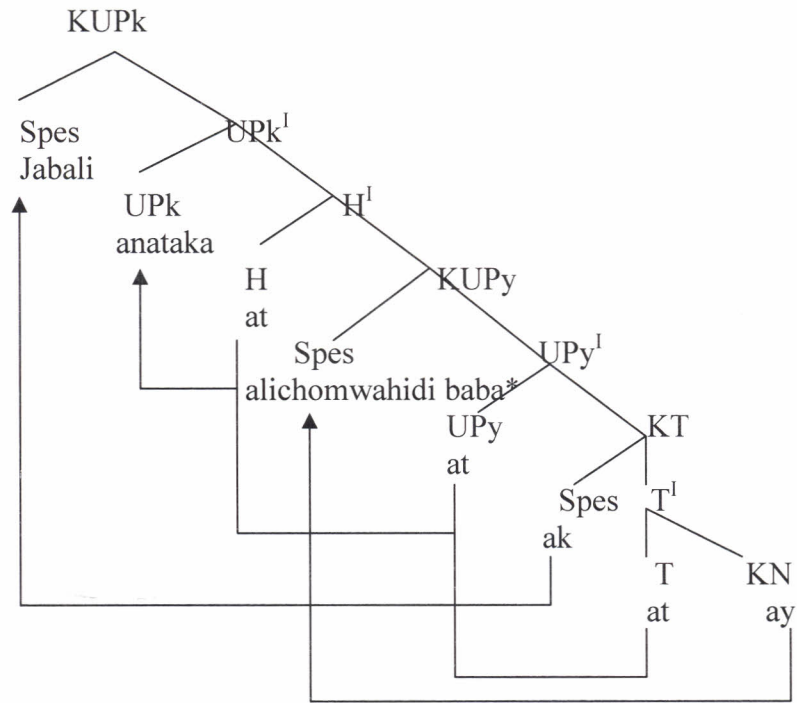 KUPk
Spes
Jabali
UPk^I
UPk
anataka
H^I
H
at
KUPy
Spes
alichomwahidi baba*
UPy^I
UPy
at
KT
Spes
ak
T^I
T
at
KN
ay